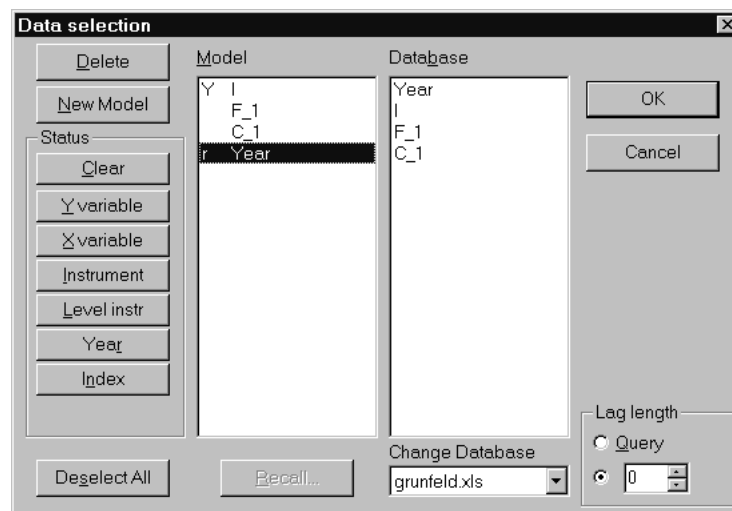 Data selection
Delete
New Model
Status
Clear
Y variable
X variable
Instrument
Level instr
Year
Index
Deselect All
Model
Y I
F_1
C_1
r Year
Recall...
Database
Year
I
F_1
C_1
Change Database
grunfeld.xls
OK
Cancel
Lag length
Query
0